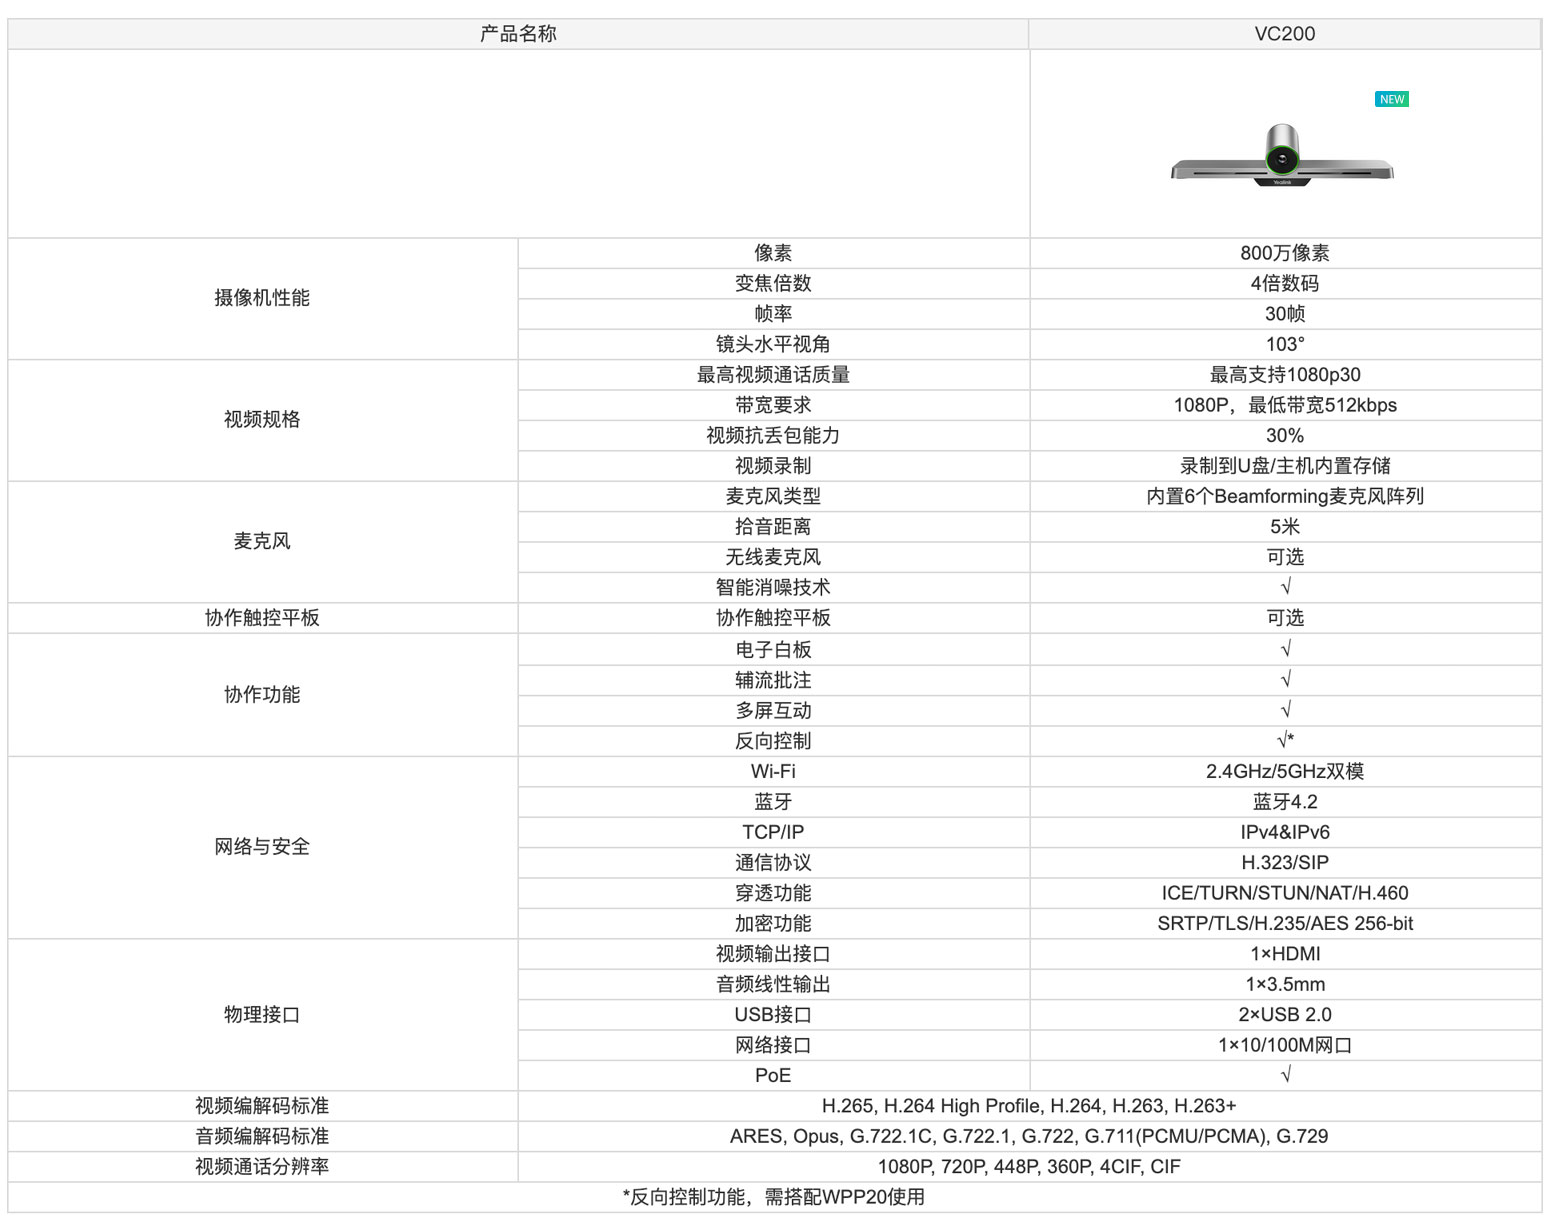 产品名称 VC200
NEW
Yealink
摄像机性能 像素 800万像素
变焦倍数 4倍数码
帧率 30帧
镜头水平视角 103°
视频规格 最高视频通话质量 最高支持1080p30
带宽要求 1080P，最低带宽512kbps
视频抗丢包能力 30%
视频录制 录制到U盘/主机内置存储
麦克风 麦克风类型 内置6个Beamforming麦克风阵列
拾音距离 5米
无线麦克风 可选
智能消噪技术 √
协作触控平板 协作触控平板 可选
协作功能 电子白板 √
辅流批注 √
多屏互动 √
反向控制 √*
网络与安全 Wi-Fi 2.4GHz/5GHz双模
蓝牙 蓝牙4.2
TCP/IP IPv4&IPv6
通信协议 H.323/SIP
穿透功能 ICE/TURN/STUN/NAT/H.460
加密功能 SRTP/TLS/H.235/AES 256-bit
物理接口 视频输出接口 1×HDMI
音频线性输出 1×3.5mm
USB接口 2×USB 2.0
网络接口 1×10/100M网口
PoE √
视频编解码标准 H.265, H.264 High Profile, H.264, H.263, H.263+
音频编解码标准 ARES, Opus, G.722.1C, G.722.1, G.722, G.711(PCMU/PCMA), G.729
视频通话分辨率 1080P, 720P, 448P, 360P, 4CIF, CIF
*反向控制功能，需搭配WPP20使用